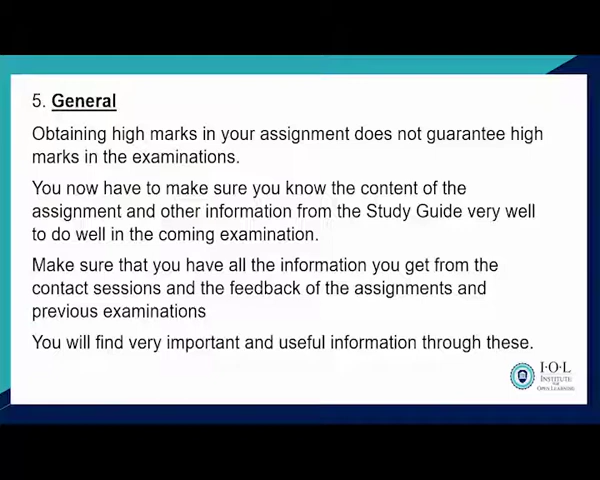 5. General
Obtaining high marks in your assignment does not guarantee high
marks in the examinations.
You now have to make sure you know the content of the
assignment and other information from the Study Guide very well
to do well in the coming examination.
Make sure that you have all the information you get from the
contact sessions and the feedback of the assignments and
previous examinations
You will find very important and useful information through these.
I·O·L
INSTITUTE
FOR
OPEN LEARNING